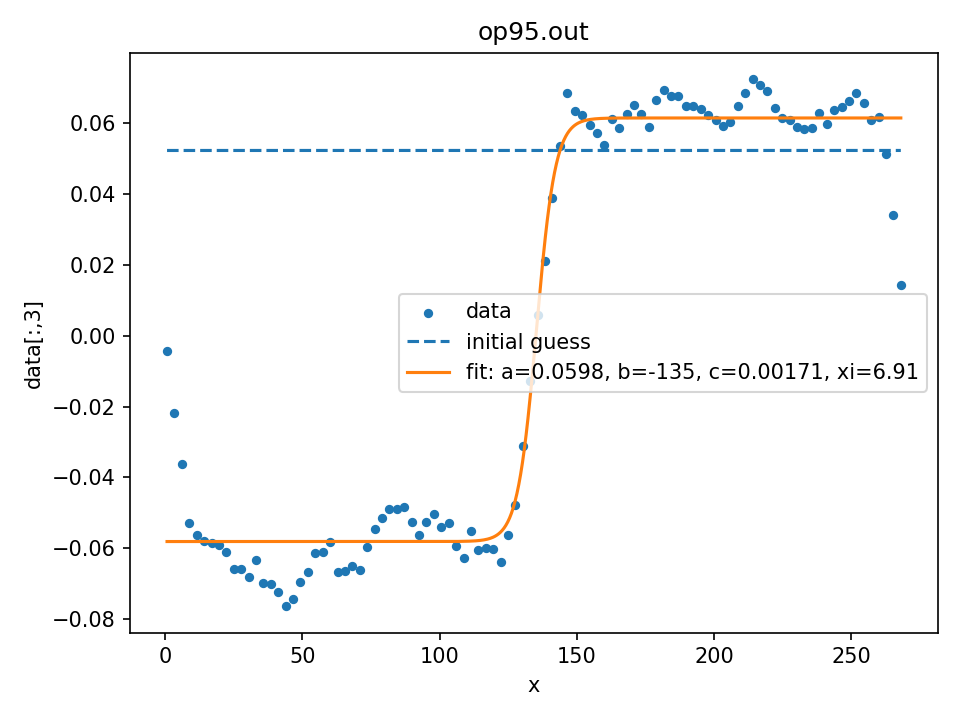 op95.out
data[:,3]
0.06
0.04
0.02
0.00
−0.02
−0.04
−0.06
−0.08
data
initial guess
fit: a=0.0598, b=-135, c=0.00171, xi=6.91
0 50 100 150 200 250
x